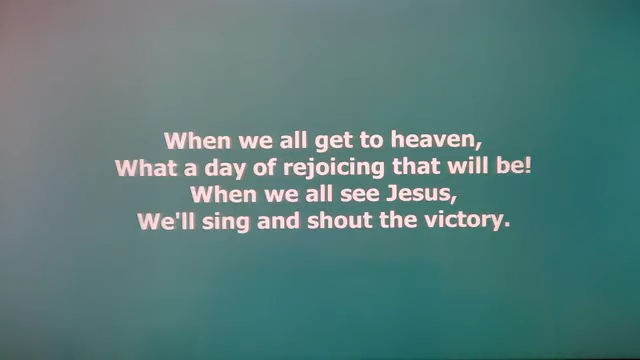 When we all get to heaven,
What a day of rejoicing that will be!
When we all see Jesus,
We'll sing and shout the victory.